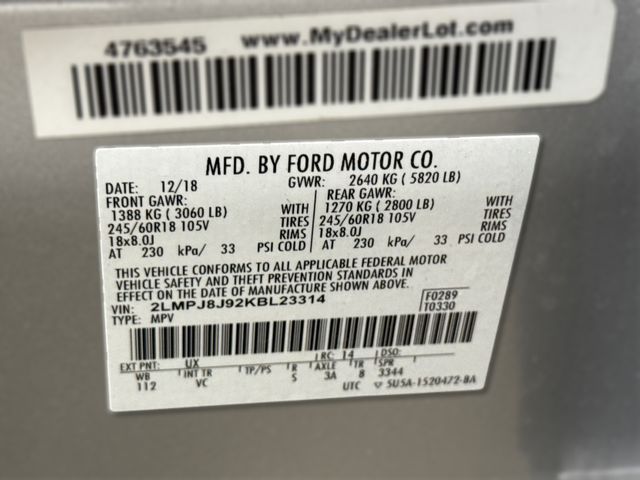 4763545 www.MyDealerLot.com
MFD. BY FORD MOTOR CO.
DATE: 12/18 GVWR: 2640 KG ( 5820 LB)
FRONT GAWR: REAR GAWR:
1388 KG ( 3060 LB) WITH 1270 KG ( 2800 LB) WITH
245/60R18 105V TIRES 245/60R18 105V TIRES
18x8.0J RIMS 18x8.0J RIMS
AT 230 kPa/ 33 PSI COLD AT 230 kPa/ 33 PSI COLD
THIS VEHICLE CONFORMS TO ALL APPLICABLE FEDERAL MOTOR
VEHICLE SAFETY AND THEFT PREVENTION STANDARDS IN
EFFECT ON THE DATE OF MANUFACTURE SHOWN ABOVE.
VIN: 2LMPJ8J92KBL23314 F0289
TYPE: MPV T0330
EXT PNT: UX RC: 14 DSO:
WB INT TR TP/PS R AXLE TR SPR
112 VC S 3A 8 3344
UTC 5U5A-1520472-BA